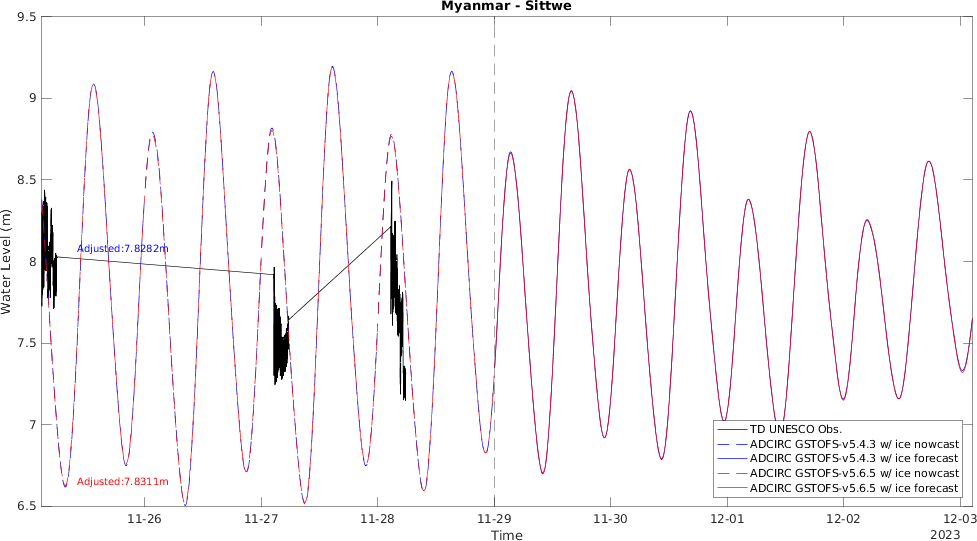 Myanmar - Sittwe
9.5
9
8.5
8
7.5
7
6.5
Water Level (m)
Adjusted:7.8282m
Adjusted:7.8311m
TD UNESCO Obs.
ADCIRC GSTOFS-v5.4.3 w/ ice nowcast
ADCIRC GSTOFS-v5.4.3 w/ ice forecast
ADCIRC GSTOFS-v5.6.5 w/ ice nowcast
ADCIRC GSTOFS-v5.6.5 w/ ice forecast
11-26 11-27 11-28 11-29 11-30 12-01 12-02 12-03
Time
2023